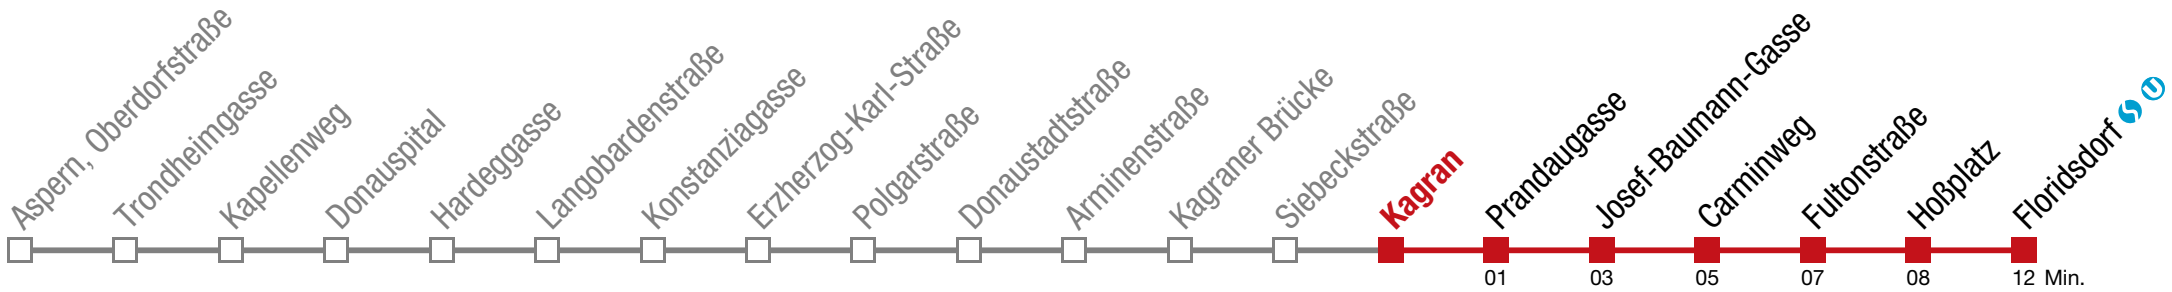 Aspern, Oberdorfstraße
Trondheimgasse
Kapellenweg
Donauspital
Hardeggasse
Langobardenstraße
Konstanziagasse
Erzherzog-Karl-Straße
Polgarstraße
Donaustadtstraße
Arminenstraße
Kagraner Brücke
Siebeckstraße
Kagran
Prandaugasse
Josef-Baumann-Gasse
Carminweg
Fultonstraße
Hoßplatz
Floridsdorf S U
01 03 05 07 08 12 Min.